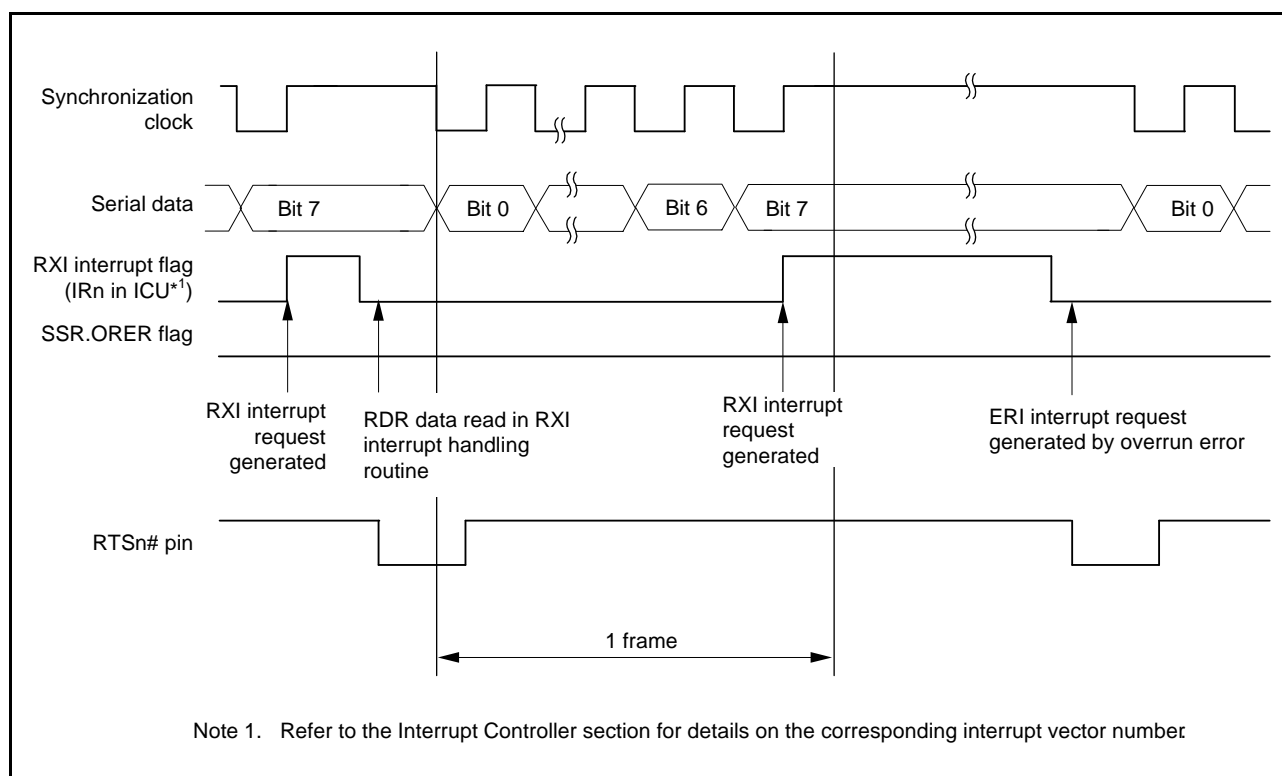 Synchronization
clock
Serial data
Bit 7
Bit 0
Bit 6
Bit 7
Bit 0
RXI interrupt flag
(IRn in ICU*1)
SSR.ORER flag
RXI interrupt
request
generated
RDR data read in RXI
interrupt handling
routine
RXI interrupt
request
generated
ERI interrupt request
generated by overrun error
RTSn# pin
1 frame
Note 1. Refer to the Interrupt Controller section for details on the corresponding interrupt vector number.